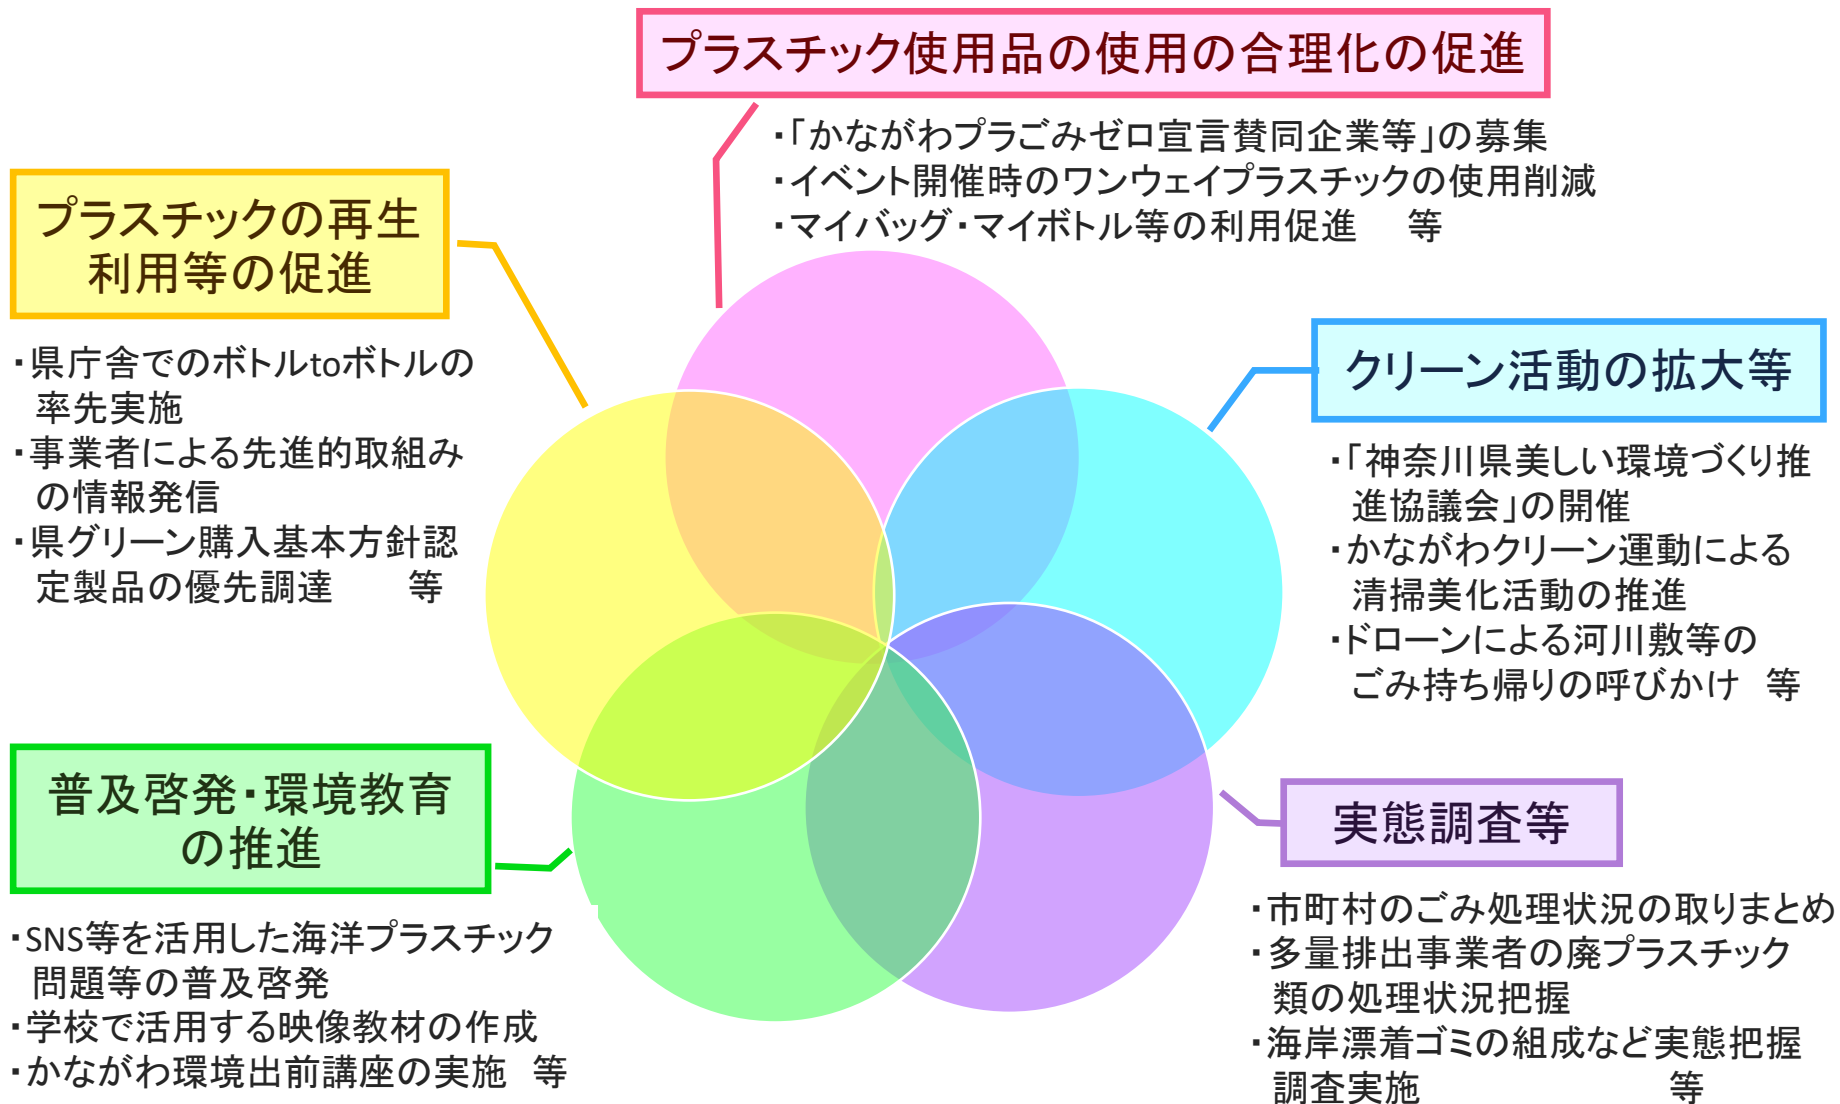 プラスチック使用品の使用の合理化の促進
・「かながわプラごみゼロ宣言賛同企業等」の募集
・イベント開催時のワンウェイプラスチックの使用削減
・マイバッグ・マイボトル等の利用促進　等
プラスチックの再生
利用等の促進
・県庁舎でのボトルtoボトルの
率先実施
・事業者による先進的取組み
の情報発信
・県グリーン購入基本方針認
定製品の優先調達　　等
クリーン活動の拡大等
・「神奈川県美しい環境づくり推
進協議会」の開催
・かながわクリーン運動による
清掃美化活動の推進
・ドローンによる河川敷等の
ごみ持ち帰りの呼びかけ　等
普及啓発・環境教育
の推進
・SNS等を活用した海洋プラスチック
問題等の普及啓発
・学校で活用する映像教材の作成
・かながわ環境出前講座の実施　等
実態調査等
・市町村のごみ処理状況の取りまとめ
・多量排出事業者の廃プラスチック
類の処理状況把握
・海岸漂着ゴミの組成など実態把握
調査実施　　　　　　　等